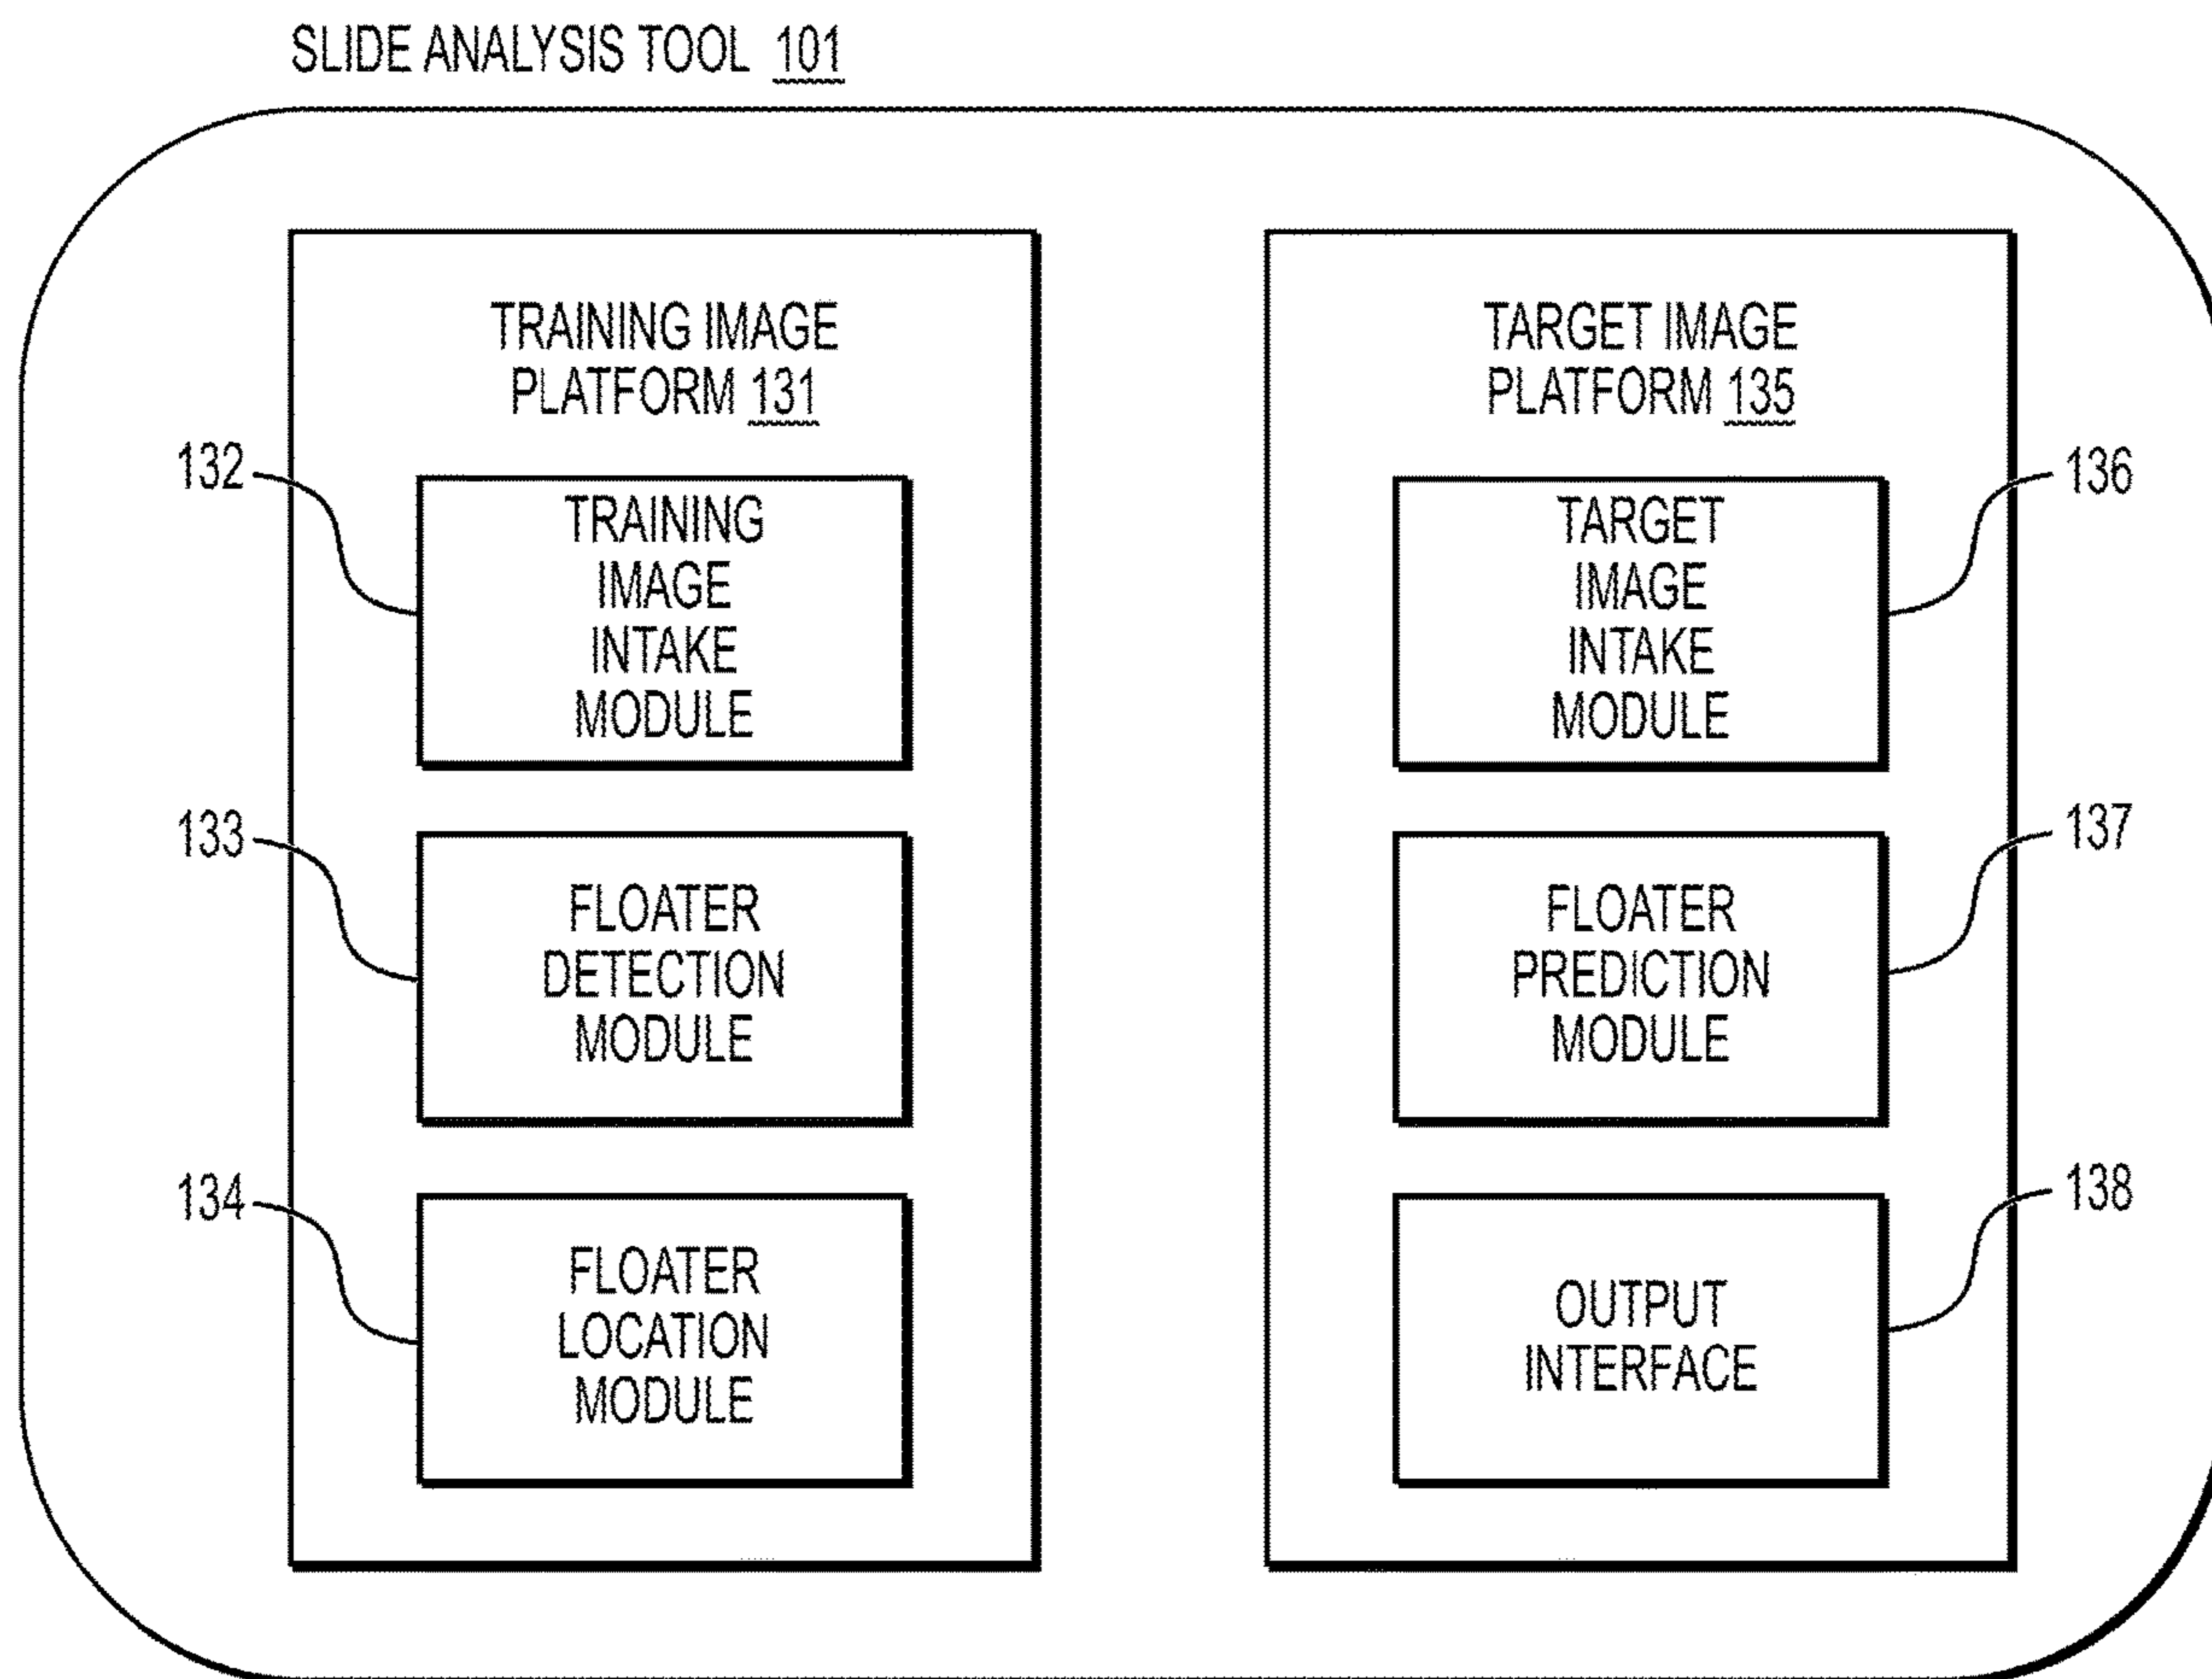 SLIDE ANALYSIS TOOL 101
TRAINING IMAGE
PLATFORM 131
132
TRAINING
IMAGE
INTAKE
MODULE
133
FLOATER
DETECTION
MODULE
134
FLOATER
LOCATION
MODULE
TARGET IMAGE
PLATFORM 135
136
TARGET
IMAGE
INTAKE
MODULE
137
FLOATER
PREDICTION
MODULE
138
OUTPUT
INTERFACE